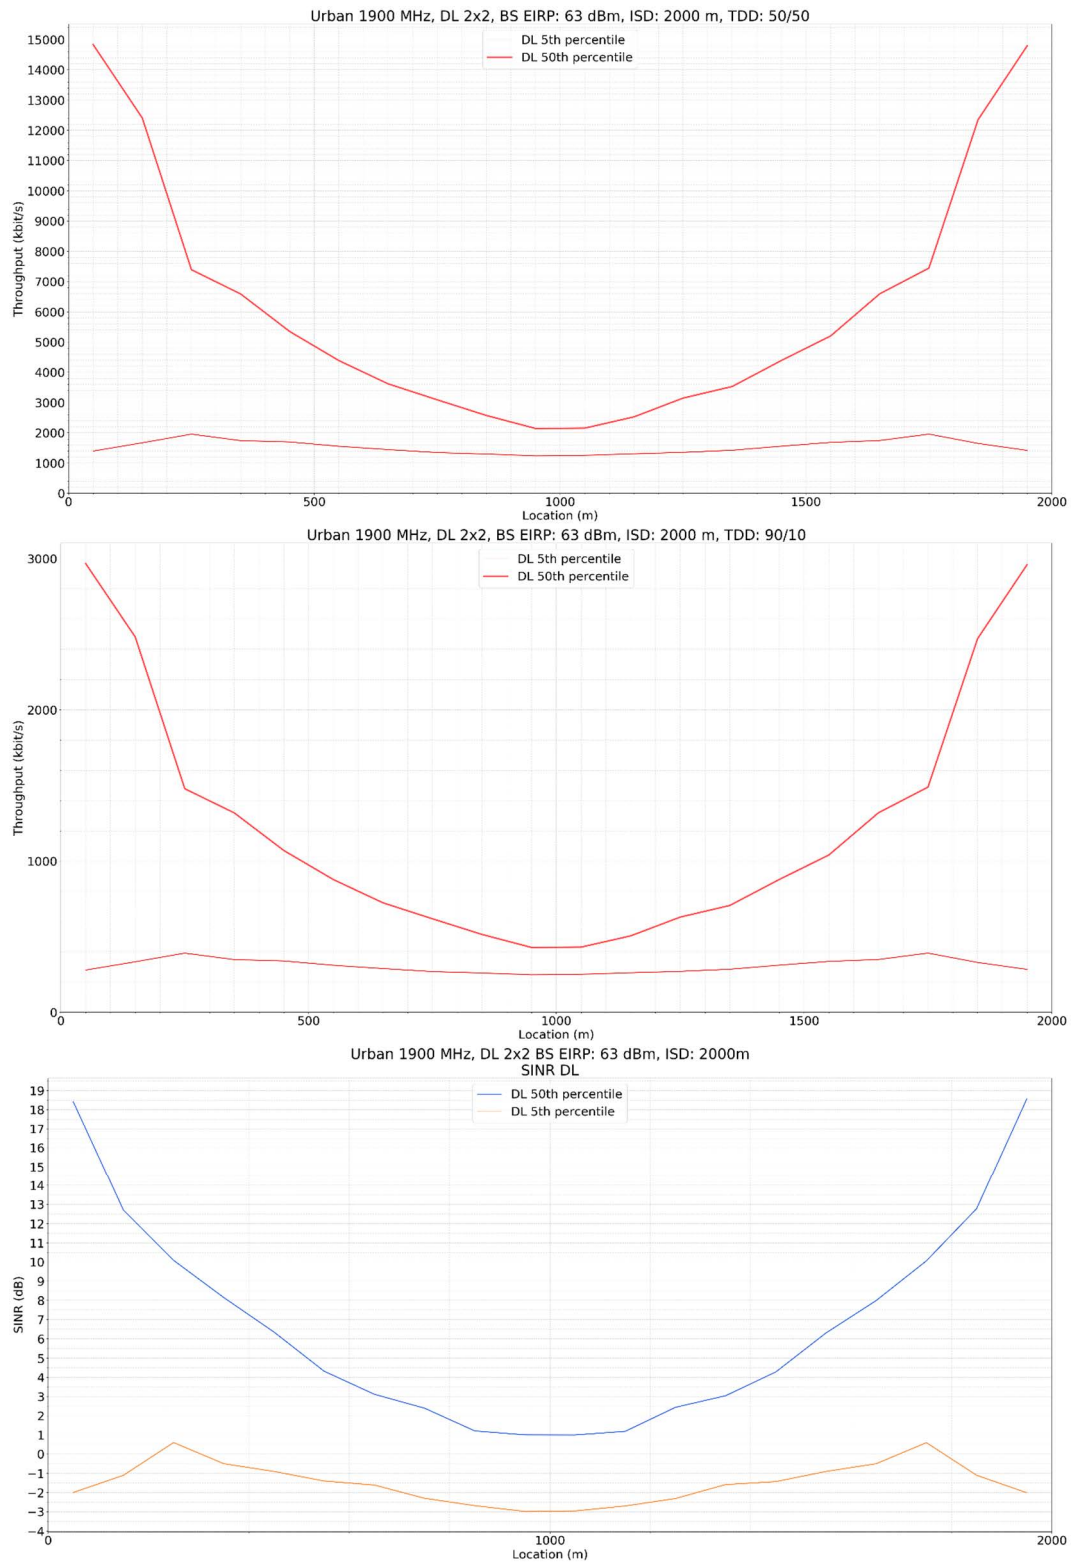 Urban 1900 MHz, DL 2x2, BS EIRP: 63 dBm, ISD: 2000 m, TDD: 50/50
DL 5th percentile
DL 50th percentile
15000
14000
13000
12000
11000
10000
9000
8000
7000
6000
5000
4000
3000
2000
1000
0
Throughput (kbit/s)
0 500 1000 1500 2000
Location (m)
Urban 1900 MHz, DL 2x2, BS EIRP: 63 dBm, ISD: 2000 m, TDD: 90/10
DL 5th percentile
DL 50th percentile
3000
2000
1000
0
Throughput (kbit/s)
0 500 1000 1500 2000
Location (m)
Urban 1900 MHz, DL 2x2 BS EIRP: 63 dBm, ISD: 2000m
SINR DL
DL 50th percentile
DL 5th percentile
19
18
17
16
15
14
13
12
11
10
9
8
7
6
5
4
3
2
1
0
−1
−2
−3
−4
SINR (dB)
0 1000 2000
Location (m)